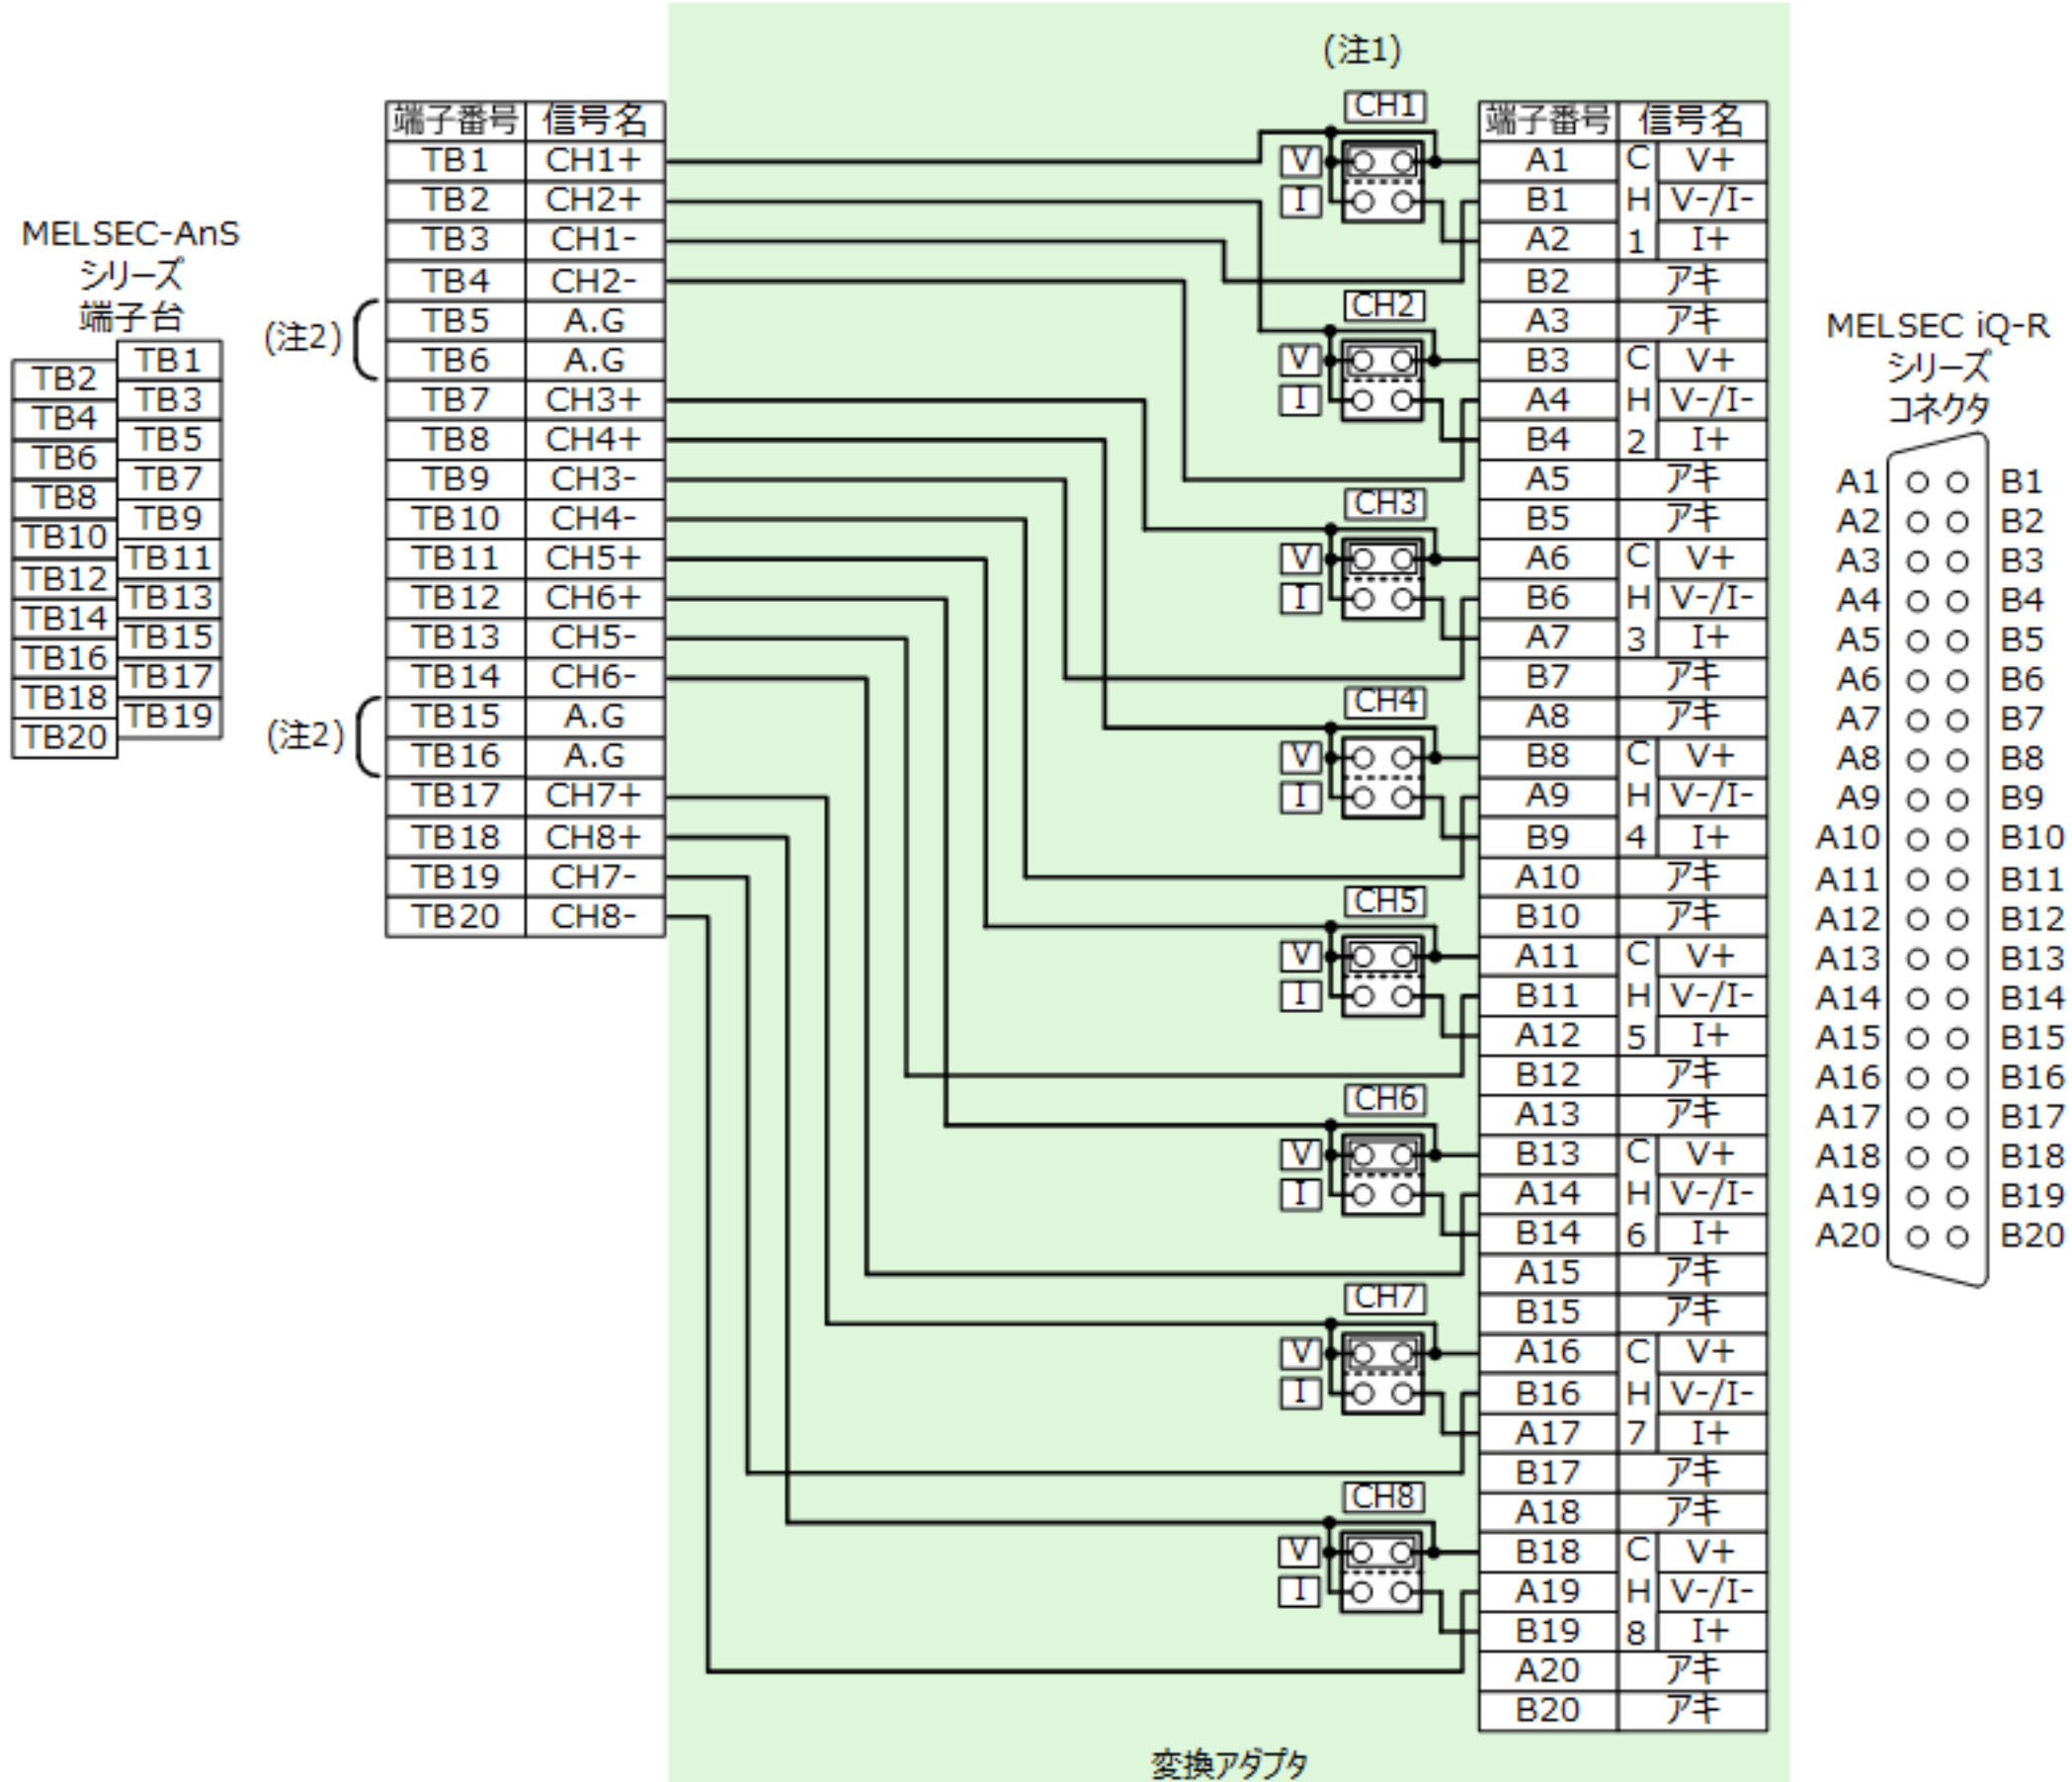 (注1)
MELSEC-AnS
シリーズ
端子台
TB1
TB2
TB3
TB4
TB5
TB6
TB7
TB8
TB9
TB10
TB11
TB12
TB13
TB14
TB15
TB16
TB17
TB18
TB19
TB20
(注2)
(注2)
端子番号 信号名
TB1 CH1+
TB2 CH2+
TB3 CH1-
TB4 CH2-
TB5 A.G
TB6 A.G
TB7 CH3+
TB8 CH4+
TB9 CH3-
TB10 CH4-
TB11 CH5+
TB12 CH6+
TB13 CH5-
TB14 CH6-
TB15 A.G
TB16 A.G
TB17 CH7+
TB18 CH8+
TB19 CH7-
TB20 CH8-
CH1
V
I
CH2
V
I
CH3
V
I
CH4
V
I
CH5
V
I
CH6
V
I
CH7
V
I
CH8
V
I
端子番号 信号名
A1 C V+
B1 H V-/I-
A2 1 I+
B2 アキ
A3 アキ
B3 C V+
A4 H V-/I-
B4 2 I+
A5 アキ
B5 アキ
A6 C V+
B6 H V-/I-
A7 3 I+
B7 アキ
A8 アキ
B8 C V+
A9 H V-/I-
B9 4 I+
A10 アキ
B10 アキ
A11 C V+
B11 H V-/I-
A12 5 I+
B12 アキ
A13 アキ
B13 C V+
A14 H V-/I-
B14 6 I+
A15 アキ
B15 アキ
A16 C V+
B16 H V-/I-
A17 7 I+
B17 アキ
A18 アキ
B18 C V+
A19 H V-/I-
B19 8 I+
A20 アキ
B20 アキ
変換アダプタ
MELSEC iQ-R
シリーズ
コネクタ
A1 B1
A2 B2
A3 B3
A4 B4
A5 B5
A6 B6
A7 B7
A8 B8
A9 B9
A10 B10
A11 B11
A12 B12
A13 B13
A14 B14
A15 B15
A16 B16
A17 B17
A18 B18
A19 B19
A20 B20